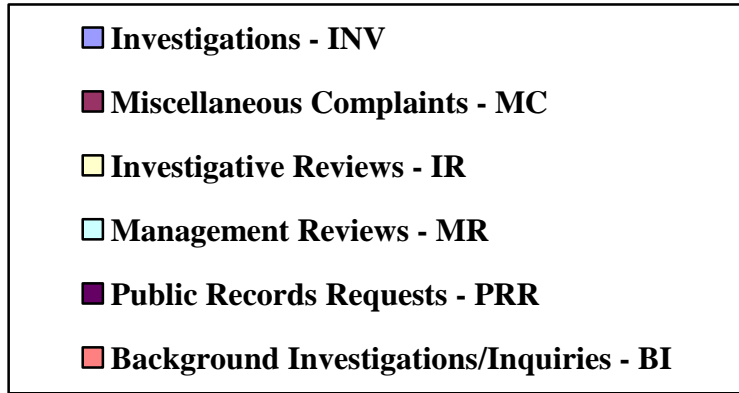 Investigations - INV
Miscellaneous Complaints - MC
Investigative Reviews - IR
Management Reviews - MR
Public Records Requests - PRR
Background Investigations/Inquiries - BI